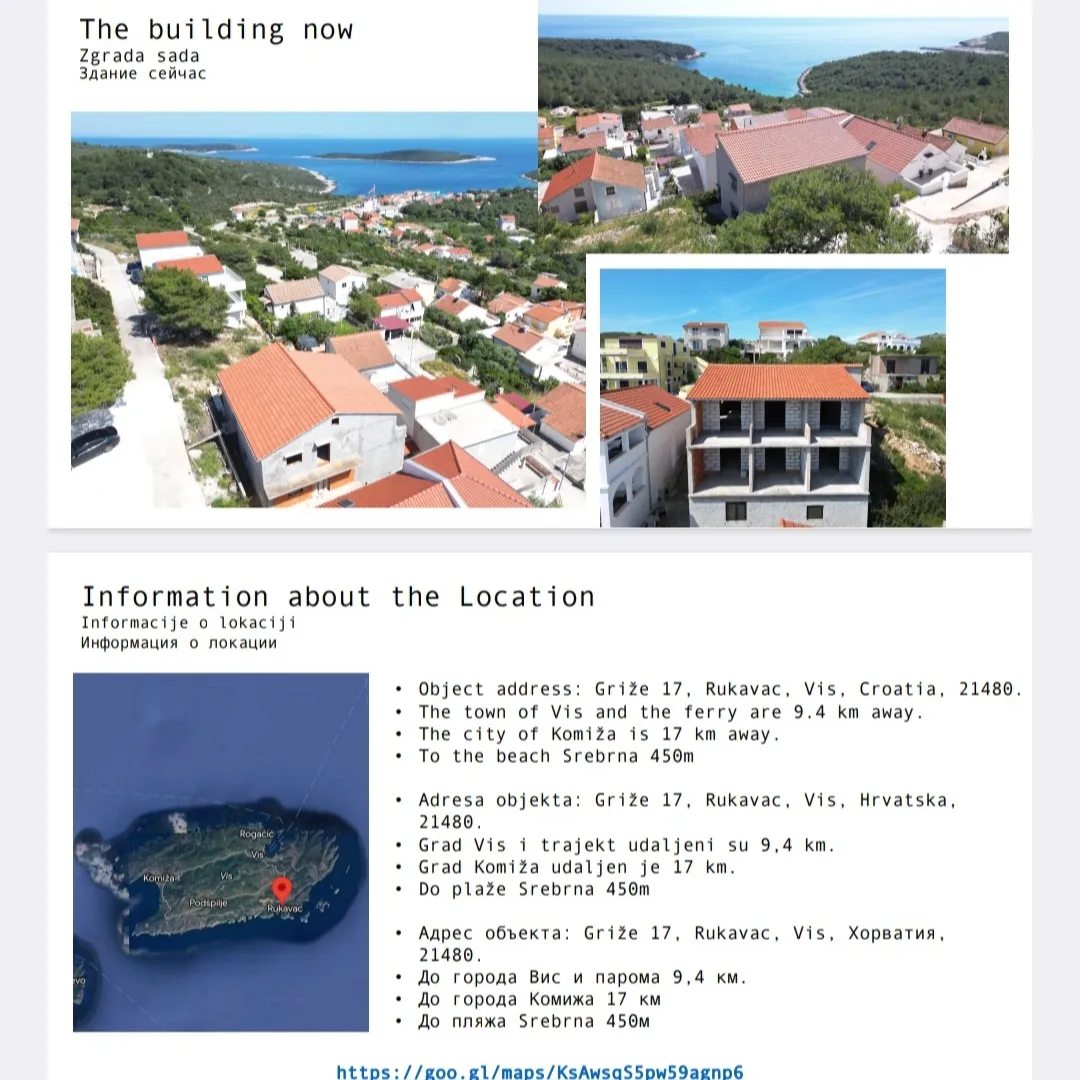 The building now
Zgrada sada
Здание сейчас
Information about the Location
Informacije o lokaciji
Информация о локации
• Object address: Griže 17, Rukavac, Vis, Croatia, 21480.
• The town of Vis and the ferry are 9.4 km away.
• The city of Komiža is 17 km away.
• To the beach Srebrna 450m
• Adresa objekta: Griže 17, Rukavac, Vis, Hrvatska,
21480.
• Grad Vis i trajekt udaljeni su 9,4 km.
• Grad Komiža udaljen je 17 km.
• Do plaže Srebrna 450m
• Адрес объекта: Griže 17, Rukavac, Vis, Хорватия,
21480.
• До города Вис и парома 9,4 км.
• До города Комижа 17 км
• До пляжа Srebrna 450м
Rogačić
Vis
Komiža
Vis
Podšpilje
Rukavac
https://goo.gl/maps/KsAwsqS5pw59agnp6